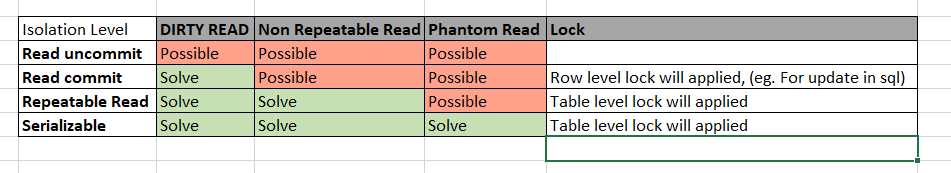 Isolation Level DIRTY READ Non Repeatable Read Phantom Read Lock
Read uncommit Possible Possible Possible
Read commit Solve Possible Possible Row level lock will applied, (eg. For update in sql)
Repeatable Read Solve Solve Possible Table level lock will applied
Serializable Solve Solve Solve Table level lock will applied